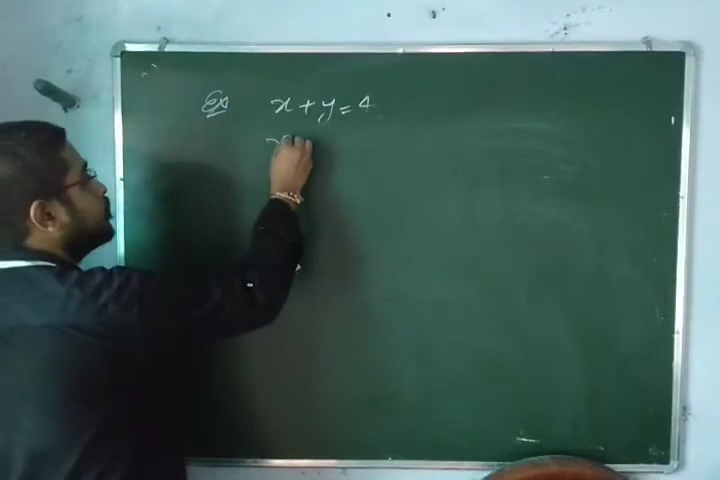 Ex x + y = 4
x